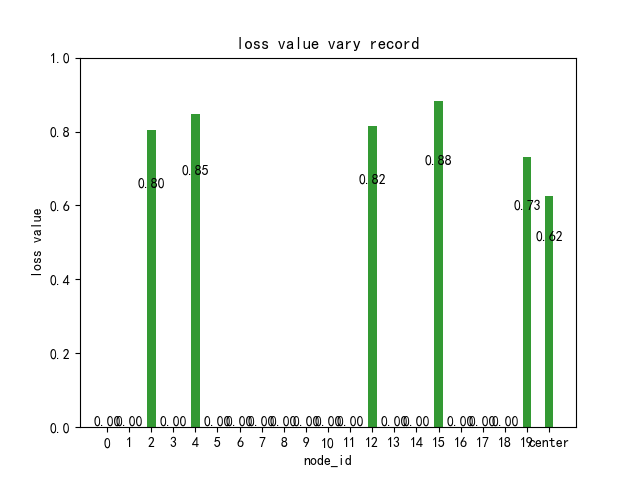 loss value vary record
1.0
0.8
0.6
0.4
0.2
0.0
loss value
0.00 0.00 0.80 0.00 0.85 0.00 0.00 0.00 0.00 0.00 0.00 0.00 0.82 0.00 0.00 0.88 0.00 0.00 0.00 0.73 0.62
0 1 2 3 4 5 6 7 8 9 10 11 12 13 14 15 16 17 18 19 center
node_id